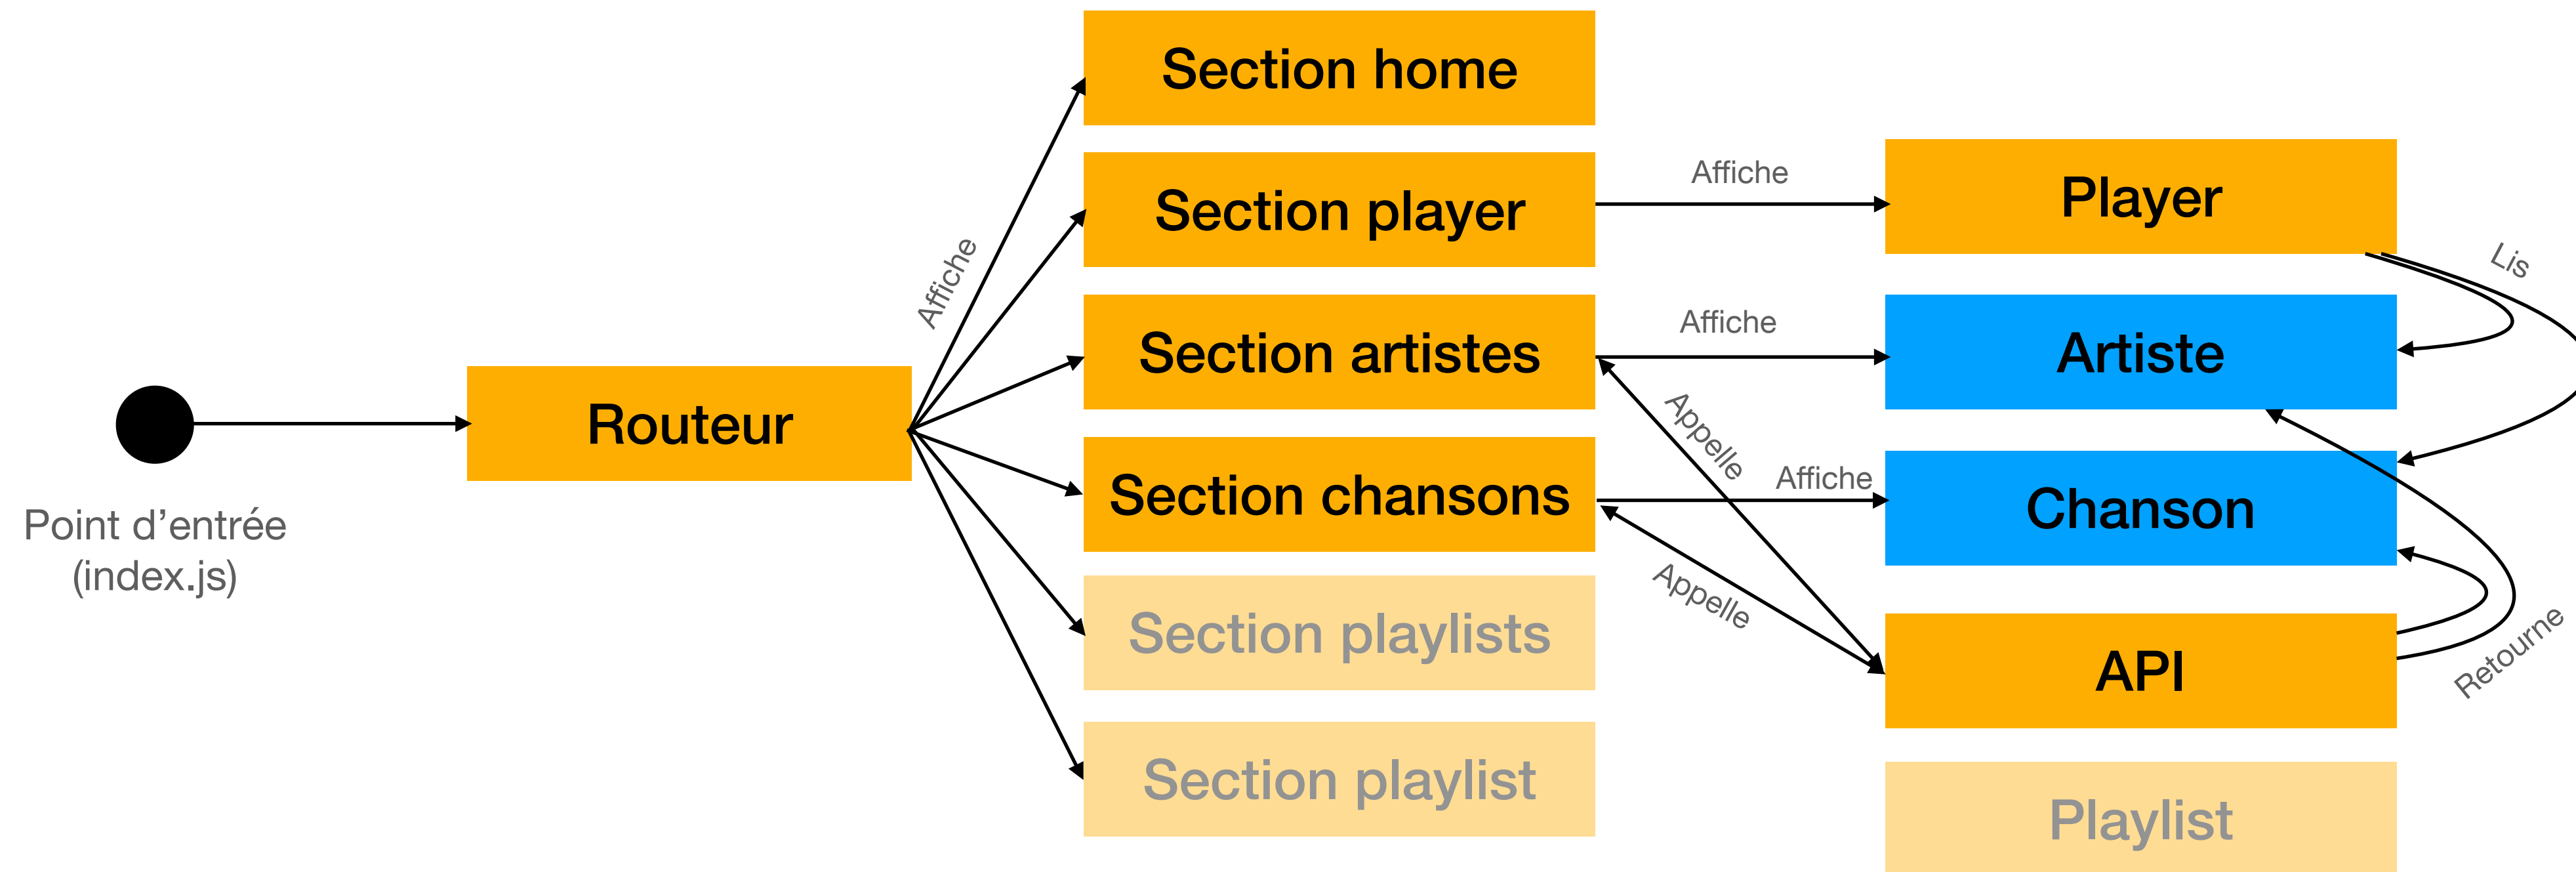 Section home
Affiche
Player
Section player
Affiche
Lis
Affiche
Artiste
Section artistes
Routeur
Appelle
Affiche
Section chansons
Chanson
Point d’entrée
(index.js)
Appelle
Section playlists
API
Retourne
Section playlist
Playlist